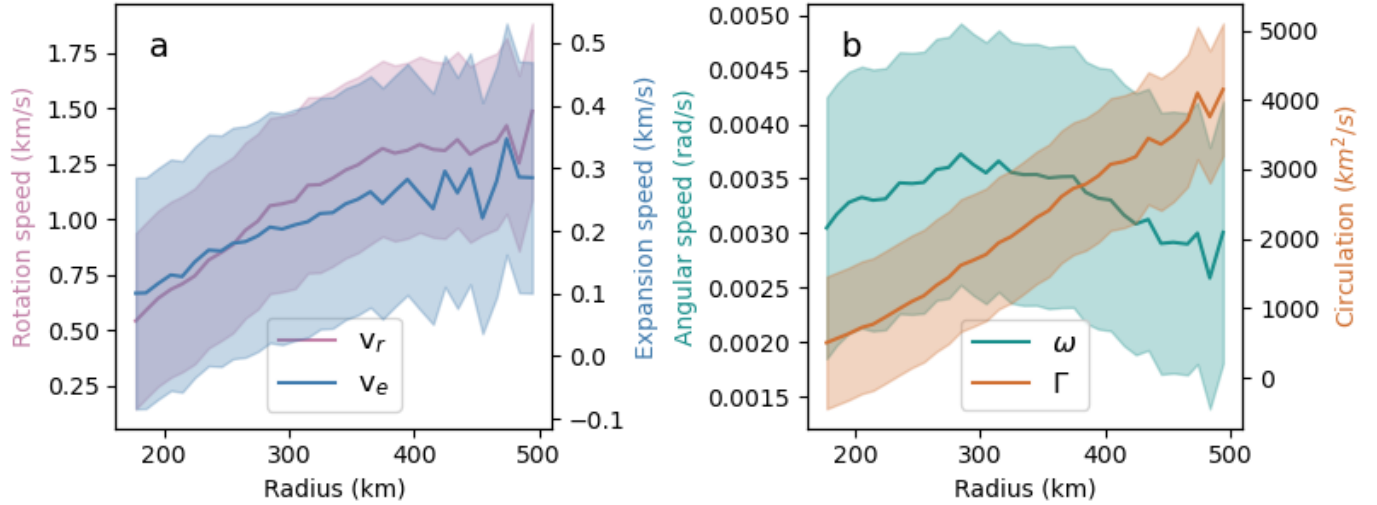 a
Rotation speed (km/s)
1.75
1.50
1.25
1.00
0.75
0.50
0.25
0.5
0.4
0.3
0.2
0.1
0.0
−0.1
Expansion speed (km/s)
v_r
v_e
200 300 400 500
Radius (km)
b
Angular speed (rad/s)
0.0050
0.0045
0.0040
0.0035
0.0030
0.0025
0.0020
0.0015
5000
4000
3000
2000
1000
0
Circulation (km²/s)
ω
Γ
200 300 400 500
Radius (km)